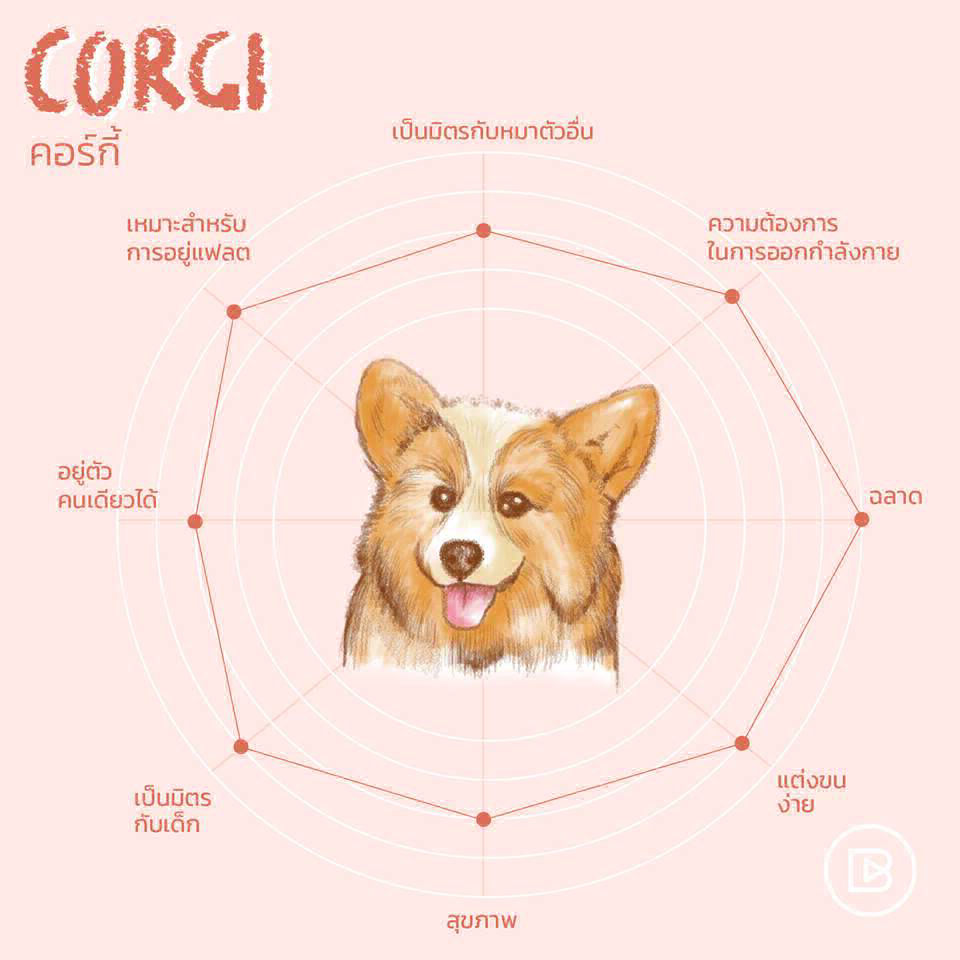 CORGI
คอร์กี้
เป็นมิตรกับหมาตัวอื่น
เหมาะสำหรับ
การอยู่แฟลต
ความต้องการ
ในการออกกำลังกาย
อยู่ตัว
คนเดียวได้
ฉลาด
เป็นมิตร
กับเด็ก
แต่งขน
ง่าย
สุขภาพ